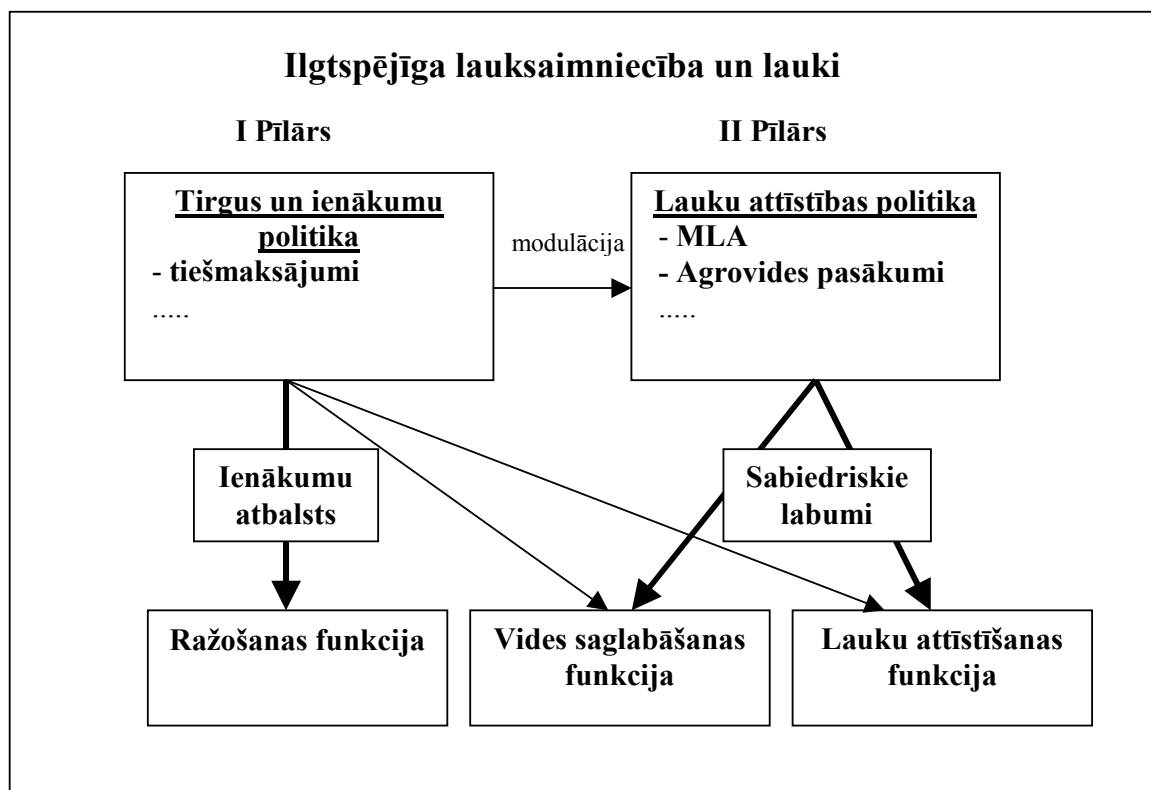 Ilgtspējīga lauksaimniecība un lauki
I Pīlārs
II Pīlārs
Tirgus un ienākumu
politika
- tiešmaksājumi
.....
modulācija
Lauku attīstības politika
- MLA
- Agrovides pasākumi
.....
Ienākumu
atbalsts
Sabiedriskie
labumi
Ražošanas funkcija
Vides saglabāšanas
funkcija
Lauku attīstīšanas
funkcija